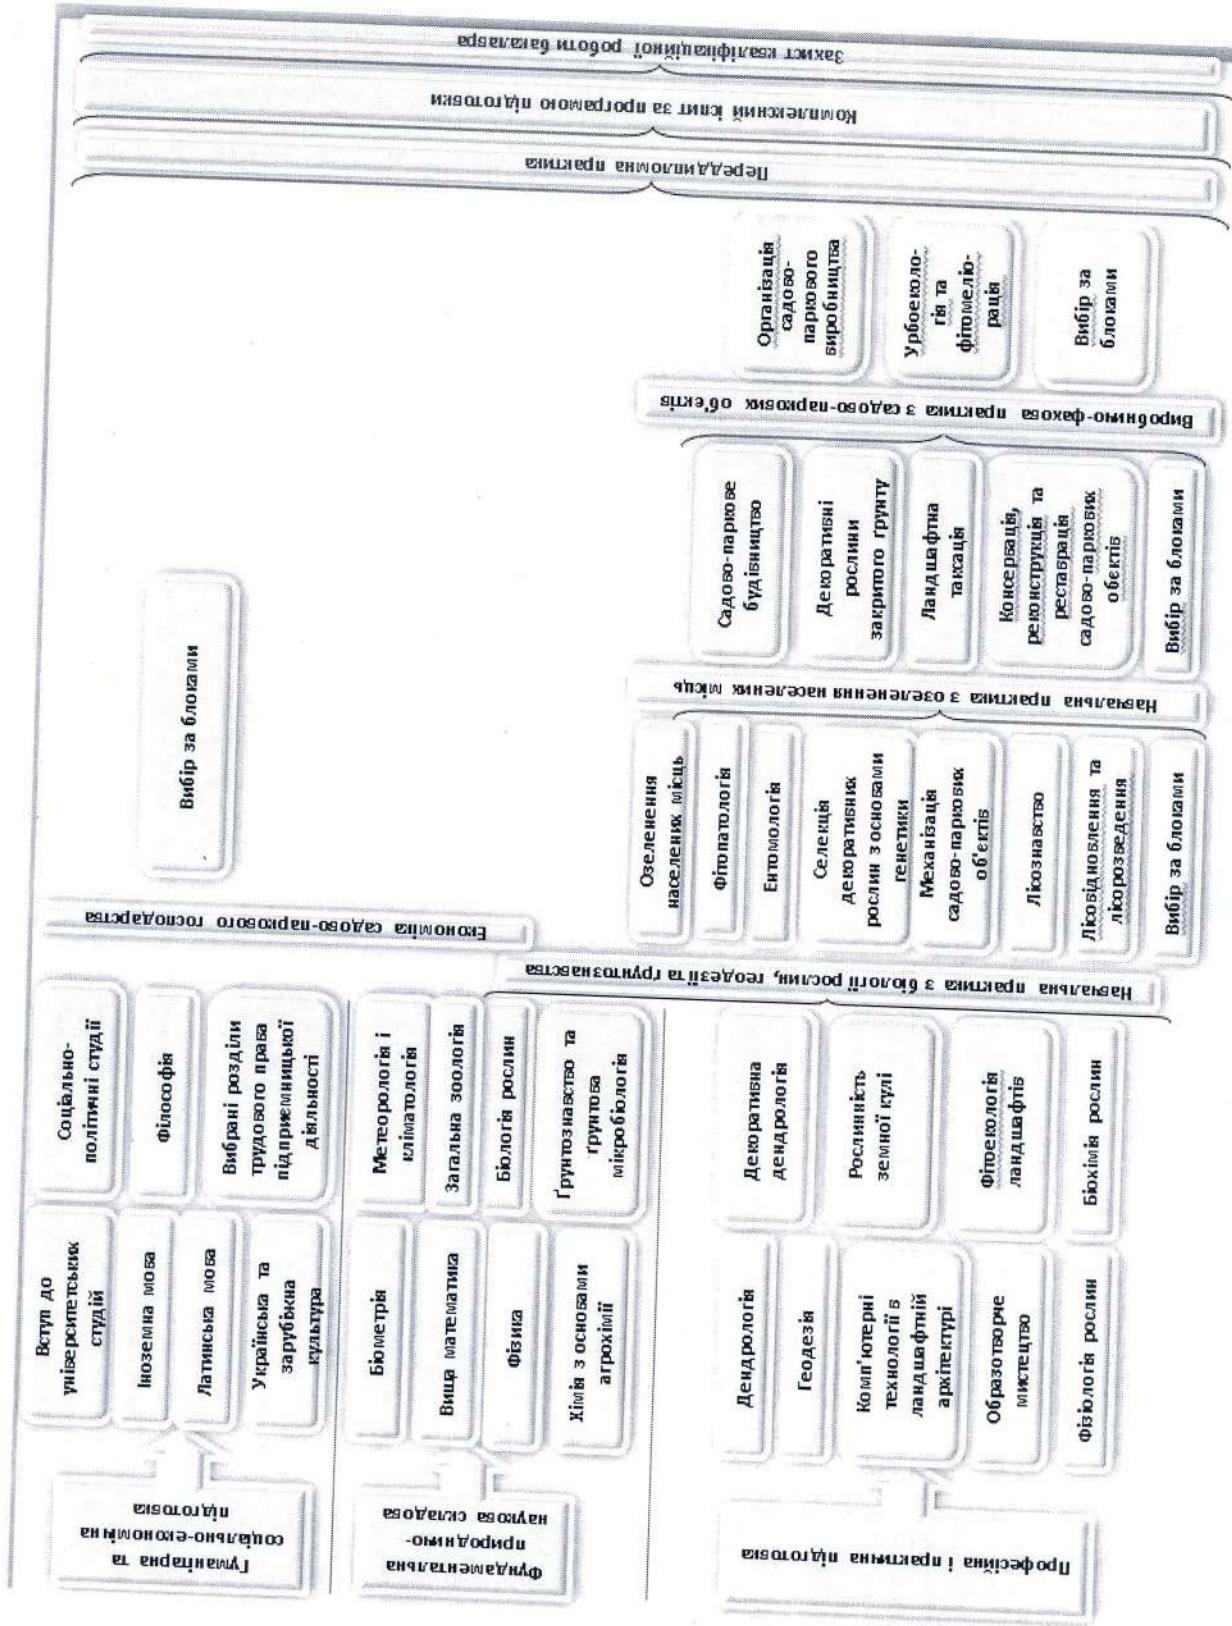 Гуманітарна та
соціально-економічна
підготовка
Вступ до
університетських
студій
Іноземна мова
Латинська мова
Українська та
зарубіжна
культура
Соціально-
політичні студії
Філософія
Вибрані розділи
трудового права
підприємницької
діяльності
Економіка садово-паркового господарства
Вибір за блоками
Фундаментальна
природничо-
наукова складова
Біометрія
Вища математика
Фізика
Хімія з основами
агрохімії
Метеорологія і
кліматологія
Загальна зоологія
Біологія рослин
Ґрунтознавство та
ґрунтова
мікробіологія
Навчальна практика з біології рослин, геодезії та ґрунтознавства
Професійна і практична підготовка
Дендрологія
Геодезія
Комп'ютерні
технології в
ландшафтній
архітектурі
Образотворче
мистецтво
Фізіологія рослин
Декоративна
дендрологія
Рослинність
земної кулі
Фітоекологія
ландшафтів
Біохімія рослин
Озеленення
населених місць
Фітопатологія
Ентомологія
Селекція
декоративних
рослин з основами
генетики
Механізація
садово-паркових
об'єктів
Лісознавство
Лісовідновлення та
лісорозведення
Вибір за блоками
Навчальна практика з озеленення населених місць
Садово-паркове
будівництво
Декоративні
рослини
закритого ґрунту
Ландшафтна
таксація
Консервація,
реконструкція та
реставрація
садово-паркових
обєктів
Вибір за блоками
Виробничо-фахова практика з садово-паркових об'єктів
Організація
садово-
паркового
виробництва
Урбоеколо-
гія та
фітомеліо-
рація
Вибір за
блоками
Переддипломна практика
Комплексний іспит за програмою підготовки
Захист кваліфікаційної роботи бакалавра